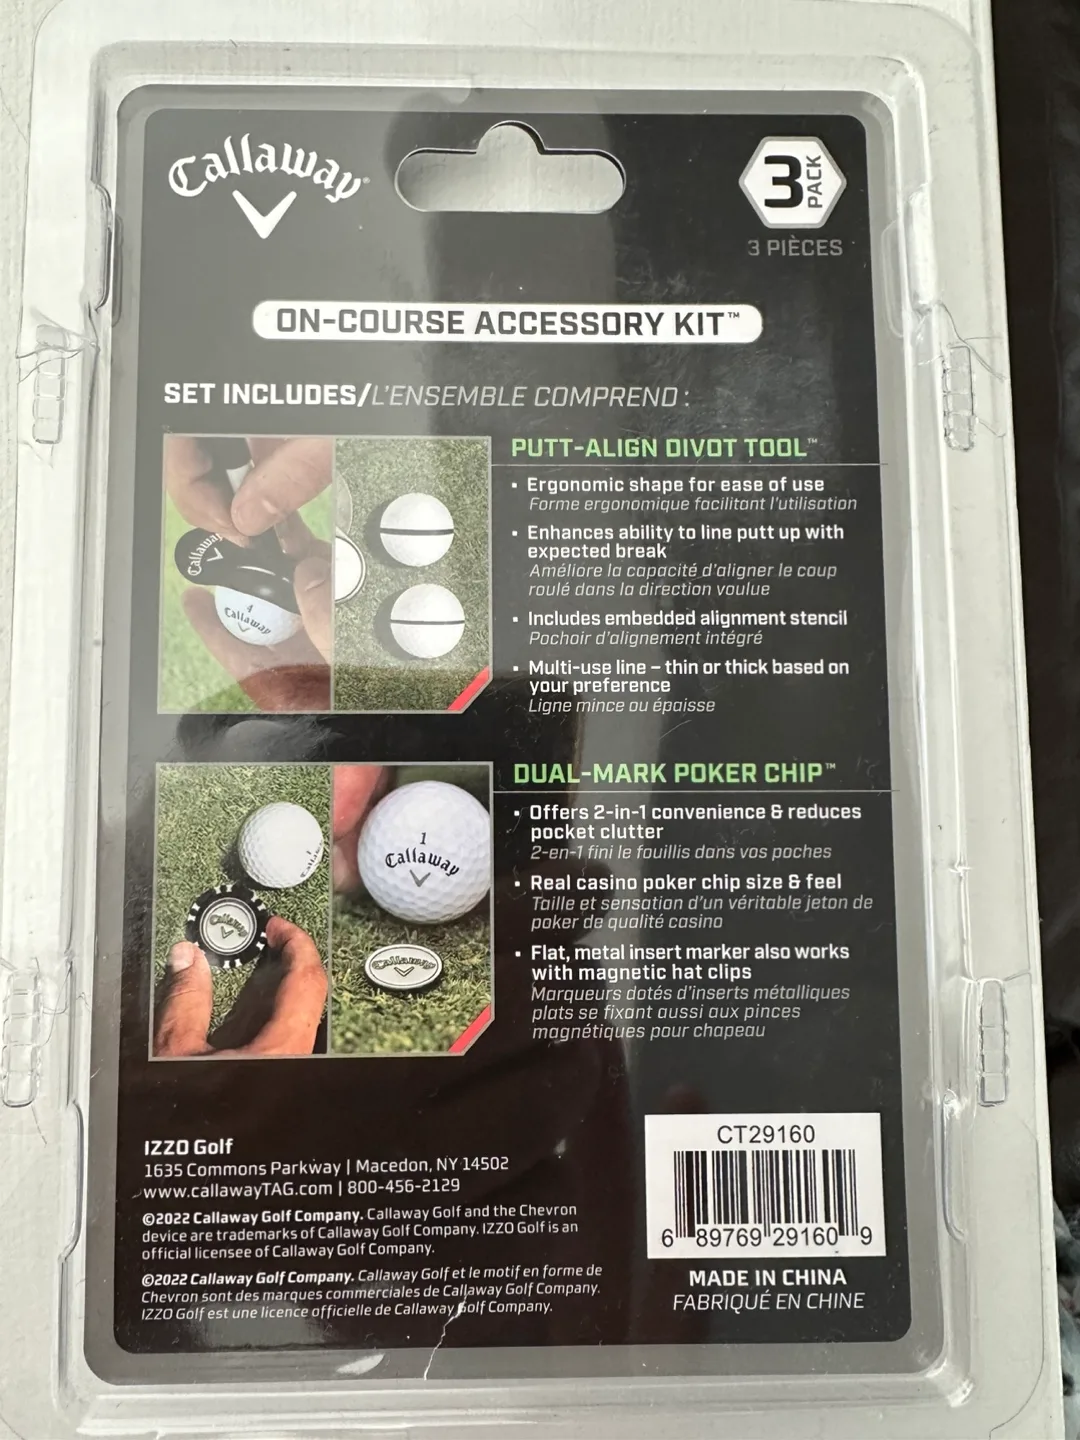 Callaway®
3 PACK
3 PIÈCES
ON-COURSE ACCESSORY KIT™
SET INCLUDES/L'ENSEMBLE COMPREND :
Callaway
4
Callaway
PUTT-ALIGN DIVOT TOOL™
• Ergonomic shape for ease of use
Forme ergonomique facilitant l'utilisation
• Enhances ability to line putt up with
expected break
Améliore la capacité d'aligner le coup
roulé dans la direction voulue
• Includes embedded alignment stencil
Pochoir d'alignement intégré
• Multi-use line – thin or thick based on
your preference
Ligne mince ou épaisse
1
Callaway
Callaway
Callaway
DUAL-MARK POKER CHIP™
• Offers 2-in-1 convenience & reduces
pocket clutter
2-en-1 fini le fouillis dans vos poches
• Real casino poker chip size & feel
Taille et sensation d'un véritable jeton de
poker de qualité casino
• Flat, metal insert marker also works
with magnetic hat clips
Marqueurs dotés d'inserts métalliques
plats se fixant aussi aux pinces
magnétiques pour chapeau
IZZO Golf
1635 Commons Parkway | Macedon, NY 14502
www.callawayTAG.com | 800-456-2129
©2022 Callaway Golf Company. Callaway Golf and the Chevron
device are trademarks of Callaway Golf Company. IZZO Golf is an
official licensee of Callaway Golf Company.
©2022 Callaway Golf Company. Callaway Golf et le motif en forme de
Chevron sont des marques commerciales de Callaway Golf Company.
IZZO Golf est une licence officielle de Callaway Golf Company.
CT29160
6 89769 29160 9
MADE IN CHINA
FABRIQUÉ EN CHINE